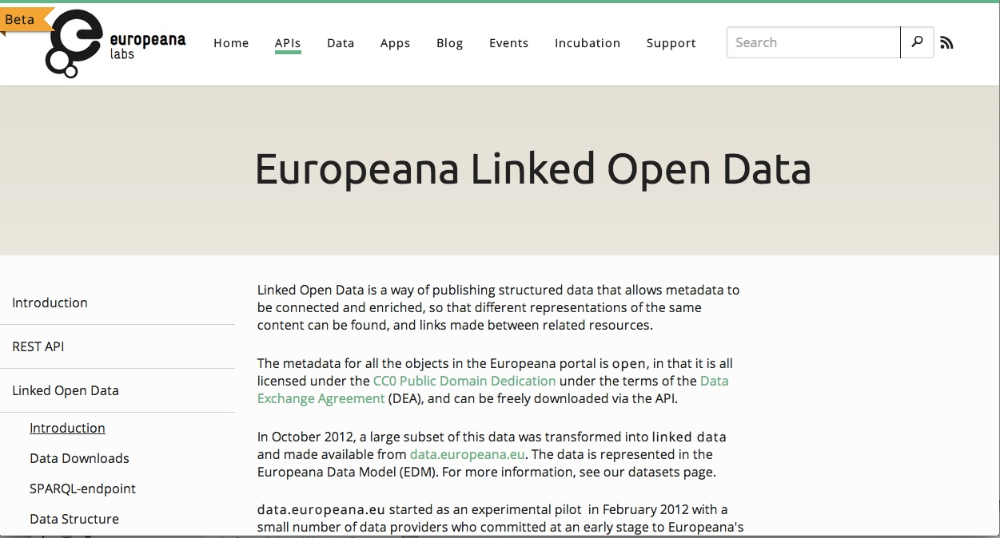 Beta
europeana
labs
Home APIs Data Apps Blog Events Incubation Support Search
Europeana Linked Open Data
Introduction
REST API
Linked Open Data
Introduction
Data Downloads
SPARQL-endpoint
Data Structure
Linked Open Data is a way of publishing structured data that allows metadata to
be connected and enriched, so that different representations of the same
content can be found, and links made between related resources.
The metadata for all the objects in the Europeana portal is open, in that it is all
licensed under the CC0 Public Domain Dedication under the terms of the Data
Exchange Agreement (DEA), and can be freely downloaded via the API.
In October 2012, a large subset of this data was transformed into linked data
and made available from data.europeana.eu. The data is represented in the
Europeana Data Model (EDM). For more information, see our datasets page.
data.europeana.eu started as an experimental pilot in February 2012 with a
small number of data providers who committed at an early stage to Europeana's